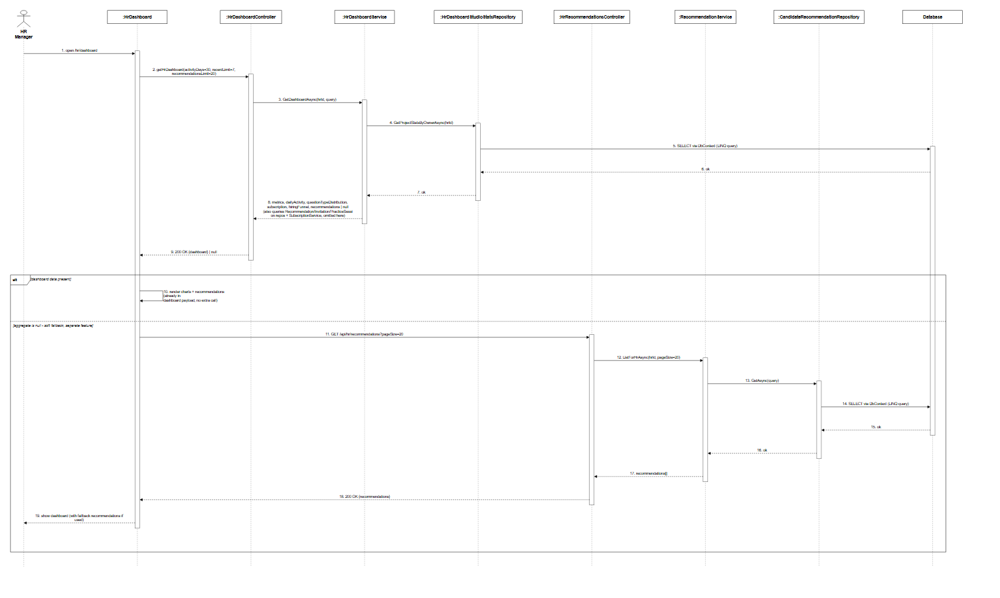 :HrDashboard
:HrDashboardController
:HrDashboardService
:HrDashboardStudioStatsRepository
:HrRecommendationsController
:RecommendationService
:CandidateRecommendationRepository
Database
HR
Manager
1. open /hr/dashboard
2. getHrDashboard(activityDays=30, recentLimit=7,
recommendationsLimit=20)
3. GetDashboardAsync(hrId, query)
4. GetProjectStatsByOwnerAsync(hrId)
5. SELECT via DbContext (LINQ query)
6. ok
7. ok
8. metrics, dailyActivity, questionTypeDistribution,
subscription, hiringFunnel, recommendations | null
(also queries Recommendation/Invitation/PracticeSessi
on repos + SubscriptionService, omitted here)
9. 200 OK (dashboard) | null
alt
[dashboard data present]
10. render charts + recommendations
(already in
dashboard payload, no extra call)
[aggregate is null - soft fallback, separate feature]
11. GET /api/hr/recommendations?pageSize=20
12. ListForHrAsync(hrId, pageSize=20)
13. GetAsync(query)
14. SELECT via DbContext (LINQ query)
15. ok
16. ok
17. recommendations[]
18. 200 OK (recommendations)
19. show dashboard (with fallback recommendations if
used)